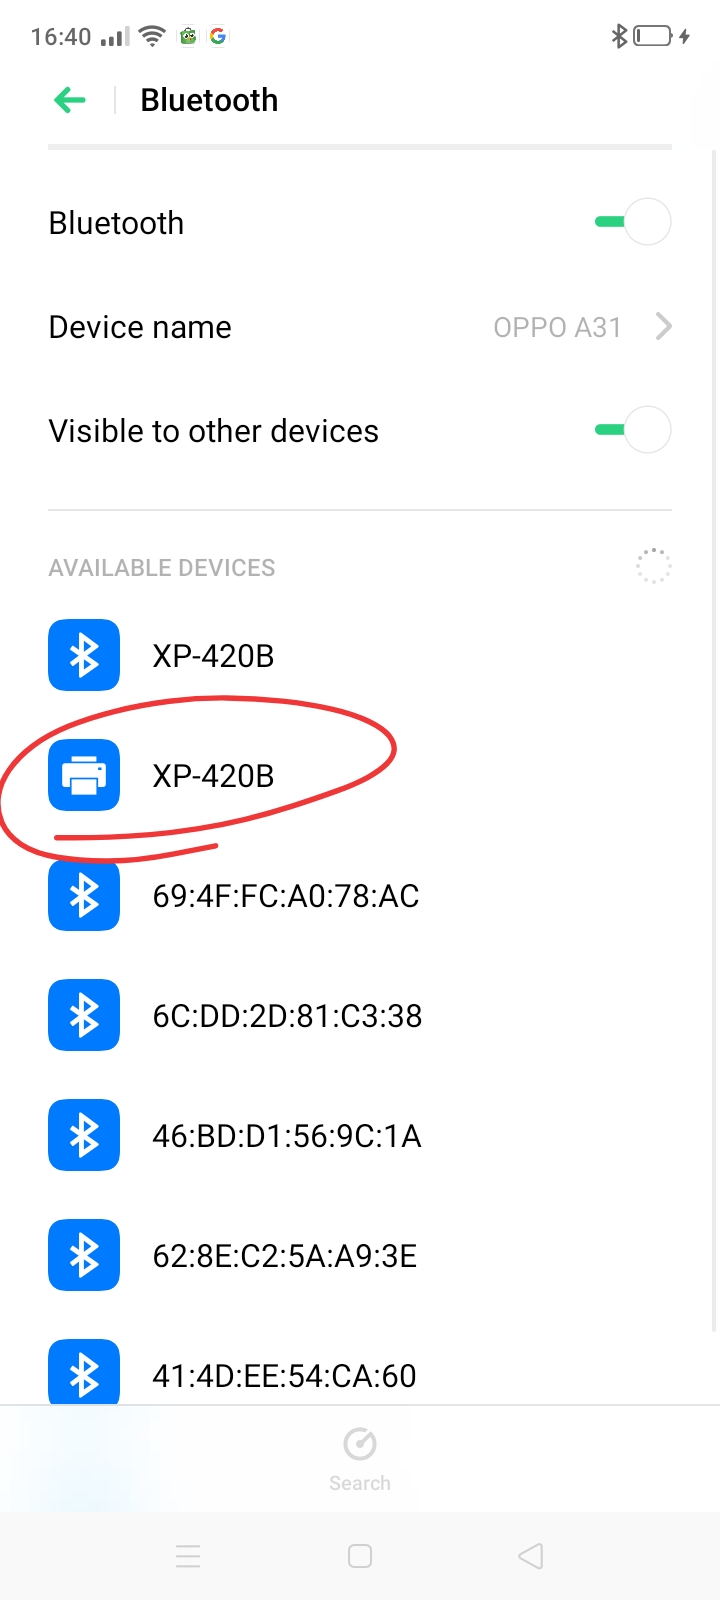 16:40
Bluetooth
Bluetooth
Device name OPPO A31
Visible to other devices
AVAILABLE DEVICES
XP-420B
XP-420B
69:4F:FC:A0:78:AC
6C:DD:2D:81:C3:38
46:BD:D1:56:9C:1A
62:8E:C2:5A:A9:3E
41:4D:EE:54:CA:60
Search